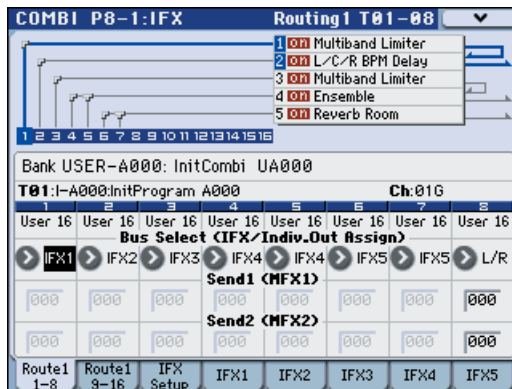 COMBI P8-1:IFX Routing1 T01-08
1 on Multiband Limiter
2 on L/C/R BPM Delay
3 on Multiband Limiter
4 on Ensemble
5 on Reverb Room
1 2 3 4 5 6 7 8 9 10 11 12 13 14 15 16
Bank USER-A000: InitCombi UA000
T01:I-A000:InitProgram A000 Ch:01G
1 2 3 4 5 6 7 8
User 16 User 16 User 16 User 16 User 16 User 16 User 16 User 16
Bus Select (IFX/Indiv.Out Assign)
IFX1 IFX2 IFX3 IFX4 IFX4 IFX5 IFX5 L/R
Send1 (MFX1)
000 000 000 000 000 000 000 000
Send2 (MFX2)
000 000 000 000 000 000 000 000
Route1 1-8 Route1 9-16 IFX Setup IFX1 IFX2 IFX3 IFX4 IFX5